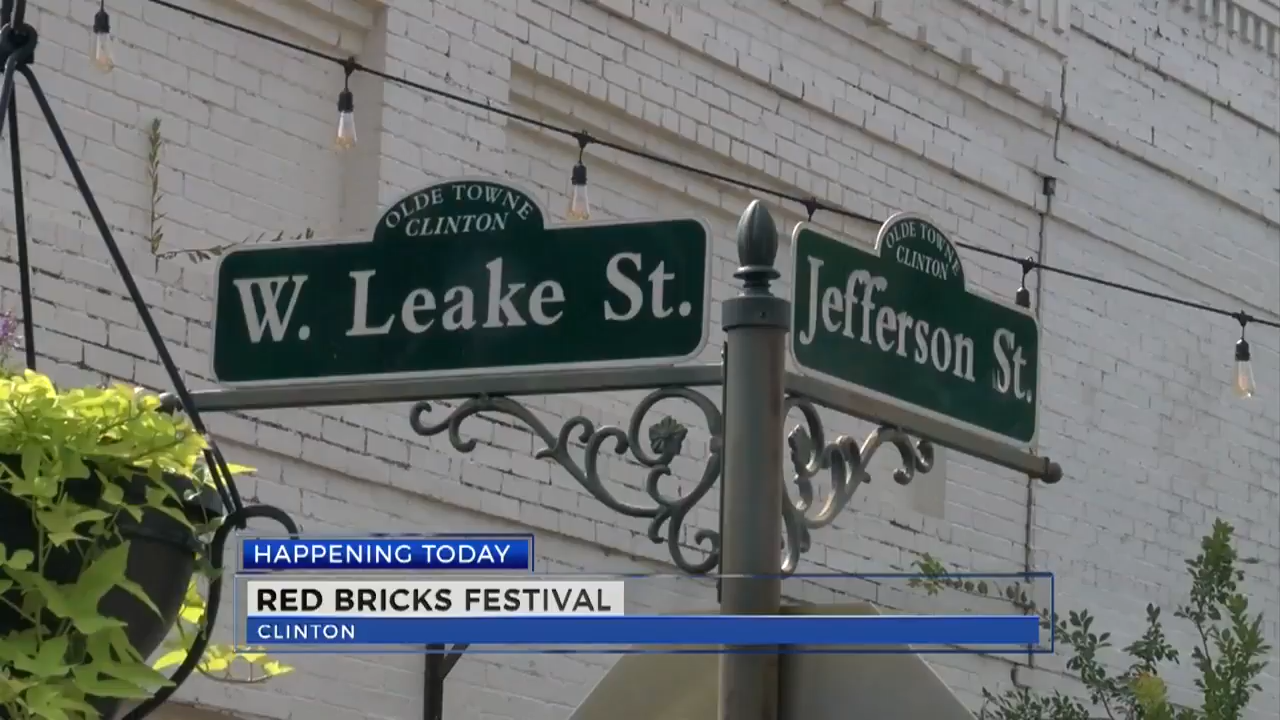 OLDE TOWNE
CLINTON
W. Leake St.
OLDE TOWNE
CLINTON
Jefferson St.
HAPPENING TODAY
RED BRICKS FESTIVAL
CLINTON